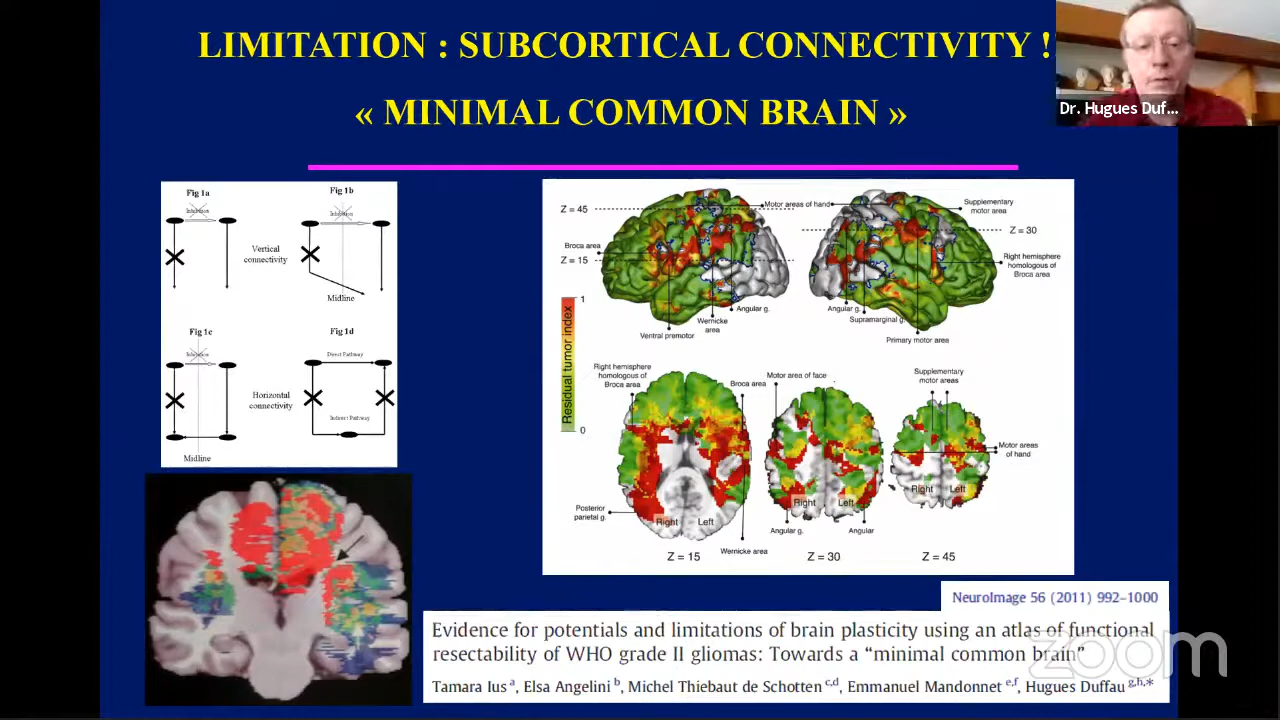 LIMITATION : SUBCORTICAL CONNECTIVITY !
« MINIMAL COMMON BRAIN »
Dr. Hugues Duf...
Fig 1a
Fig 1b
Inhibition
Inhibition
Vertical
connectivity
Midline
Fig 1c
Fig 1d
Inhibition
Direct Pathway
Horizontal
connectivity
Indirect Pathway
Midline
Z = 45
Motor areas of hand
Supplementary
motor area
Z = 30
Broca area
Z = 15
Right hemisphere
homologous of
Broca area
1
Residual tumor index
0
Angular g.
Wernicke
area
Ventral premotor
Angular g.
Supramarginal g.
Primary motor area
Right hemisphere
homologous of
Broca area
Broca area
Motor area of face
Supplementary
motor areas
Motor areas
of hand
Posterior
parietal g.
Right
Left
Right
Left
Right
Left
Angular g.
Angular
Wernicke area
Z = 15
Z = 30
Z = 45
NeuroImage 56 (2011) 992–1000
Evidence for potentials and limitations of brain plasticity using an atlas of functional
resectability of WHO grade II gliomas: Towards a “minimal common brain”
Tamara Ius a, Elsa Angelini b, Michel Thiebaut de Schotten c,d, Emmanuel Mandonnet e,f, Hugues Duffau g,h,*
zoom